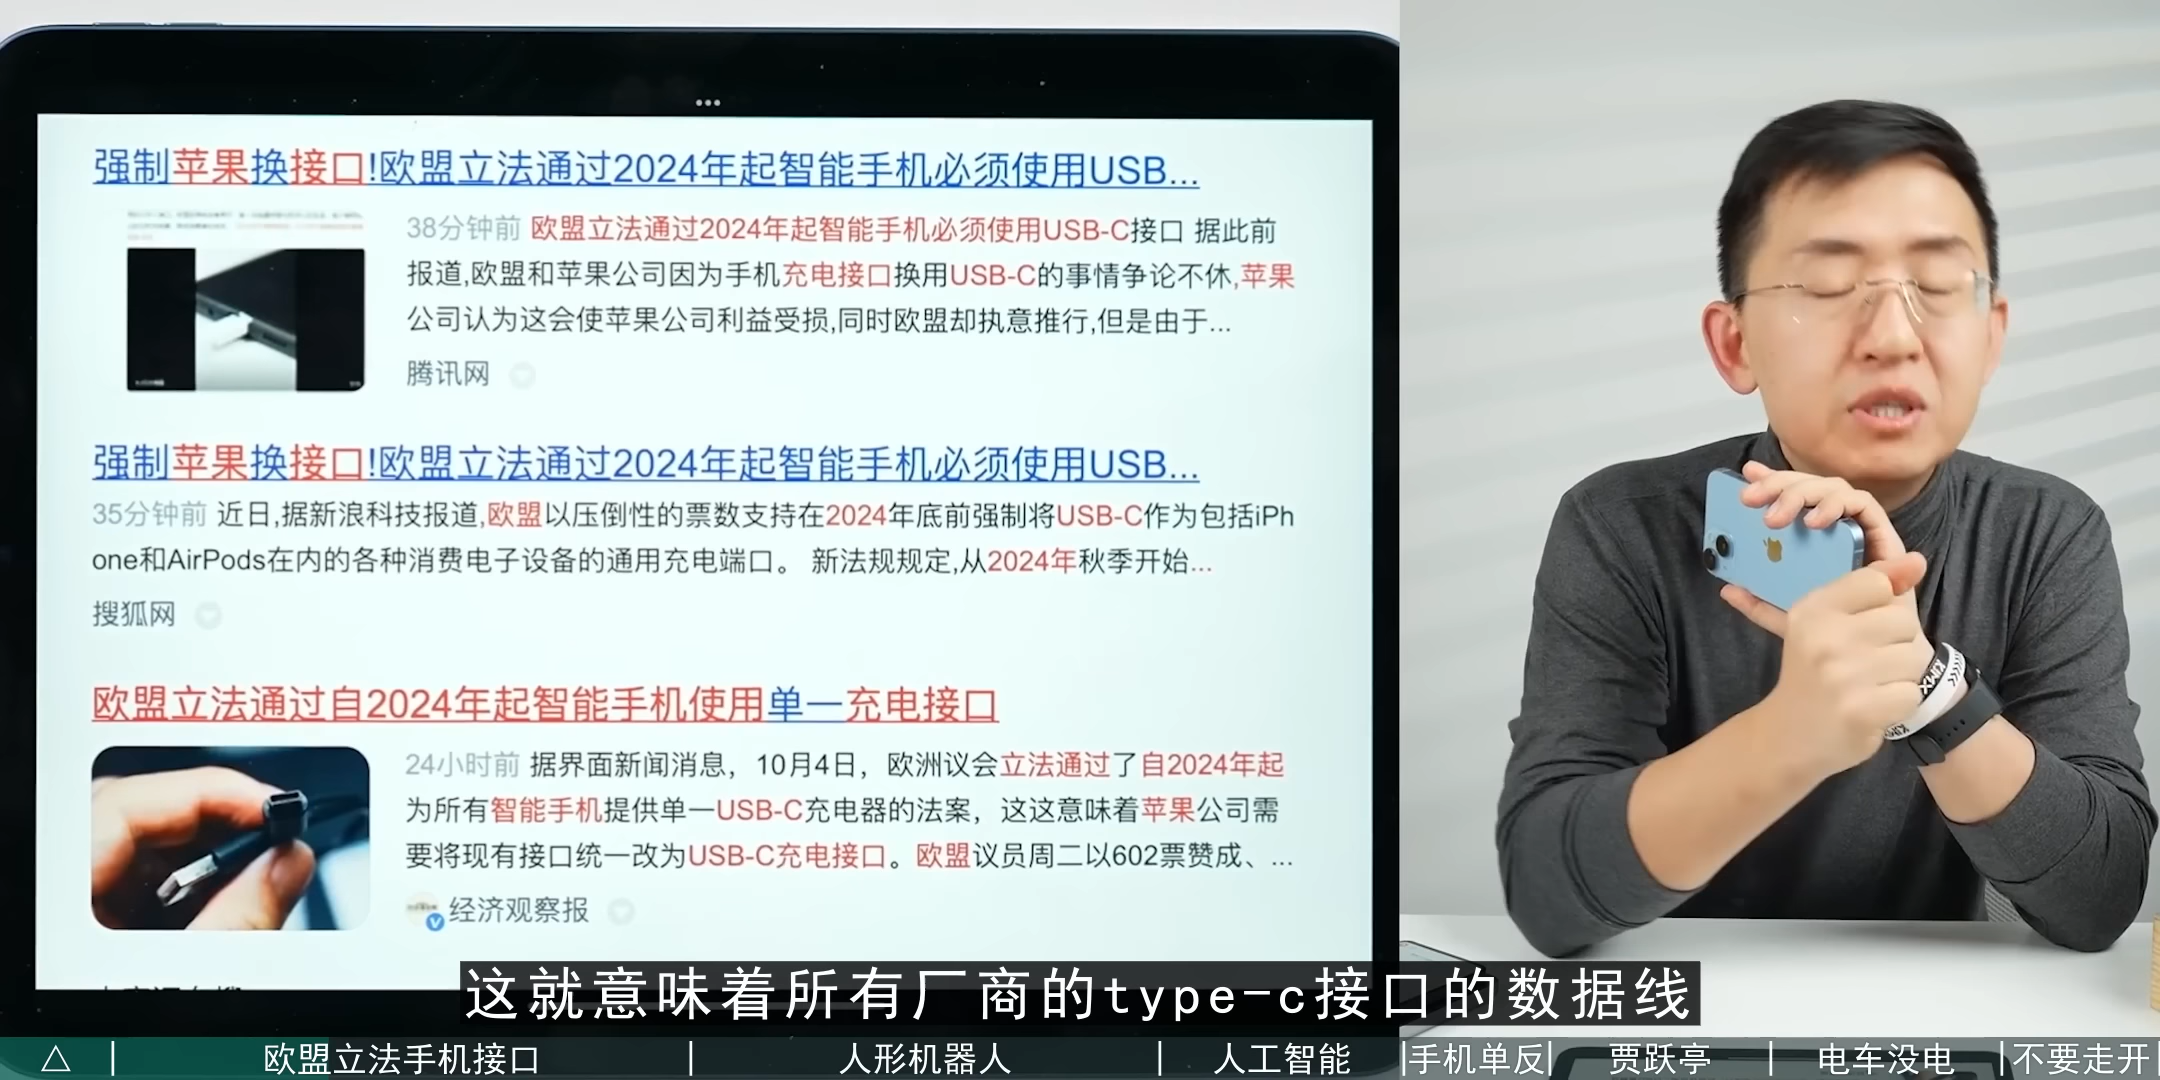 强制苹果换接口!欧盟立法通过2024年起智能手机必须使用USB...
38分钟前 欧盟立法通过2024年起智能手机必须使用USB-C接口 据此前
报道,欧盟和苹果公司因为手机充电接口换用USB-C的事情争论不休,苹果
公司认为这会使苹果公司利益受损,同时欧盟却执意推行,但是由于...
腾讯网
强制苹果换接口!欧盟立法通过2024年起智能手机必须使用USB...
35分钟前 近日,据新浪科技报道,欧盟以压倒性的票数支持在2024年底前强制将USB-C作为包括iPh
one和AirPods在内的各种消费电子设备的通用充电端口。 新法规规定,从2024年秋季开始...
搜狐网
欧盟立法通过自2024年起智能手机使用单一充电接口
24小时前 据界面新闻消息，10月4日，欧洲议会立法通过了自2024年起
为所有智能手机提供单一USB-C充电器的法案，这这意味着苹果公司需
要将现有接口统一改为USB-C充电接口。欧盟议员周二以602票赞成、...
经济观察报
这就意味着所有厂商的type-c接口的数据线
△ | 欧盟立法手机接口 | 人形机器人 | 人工智能 |手机单反| 贾跃亭 | 电车没电 |不要走开|